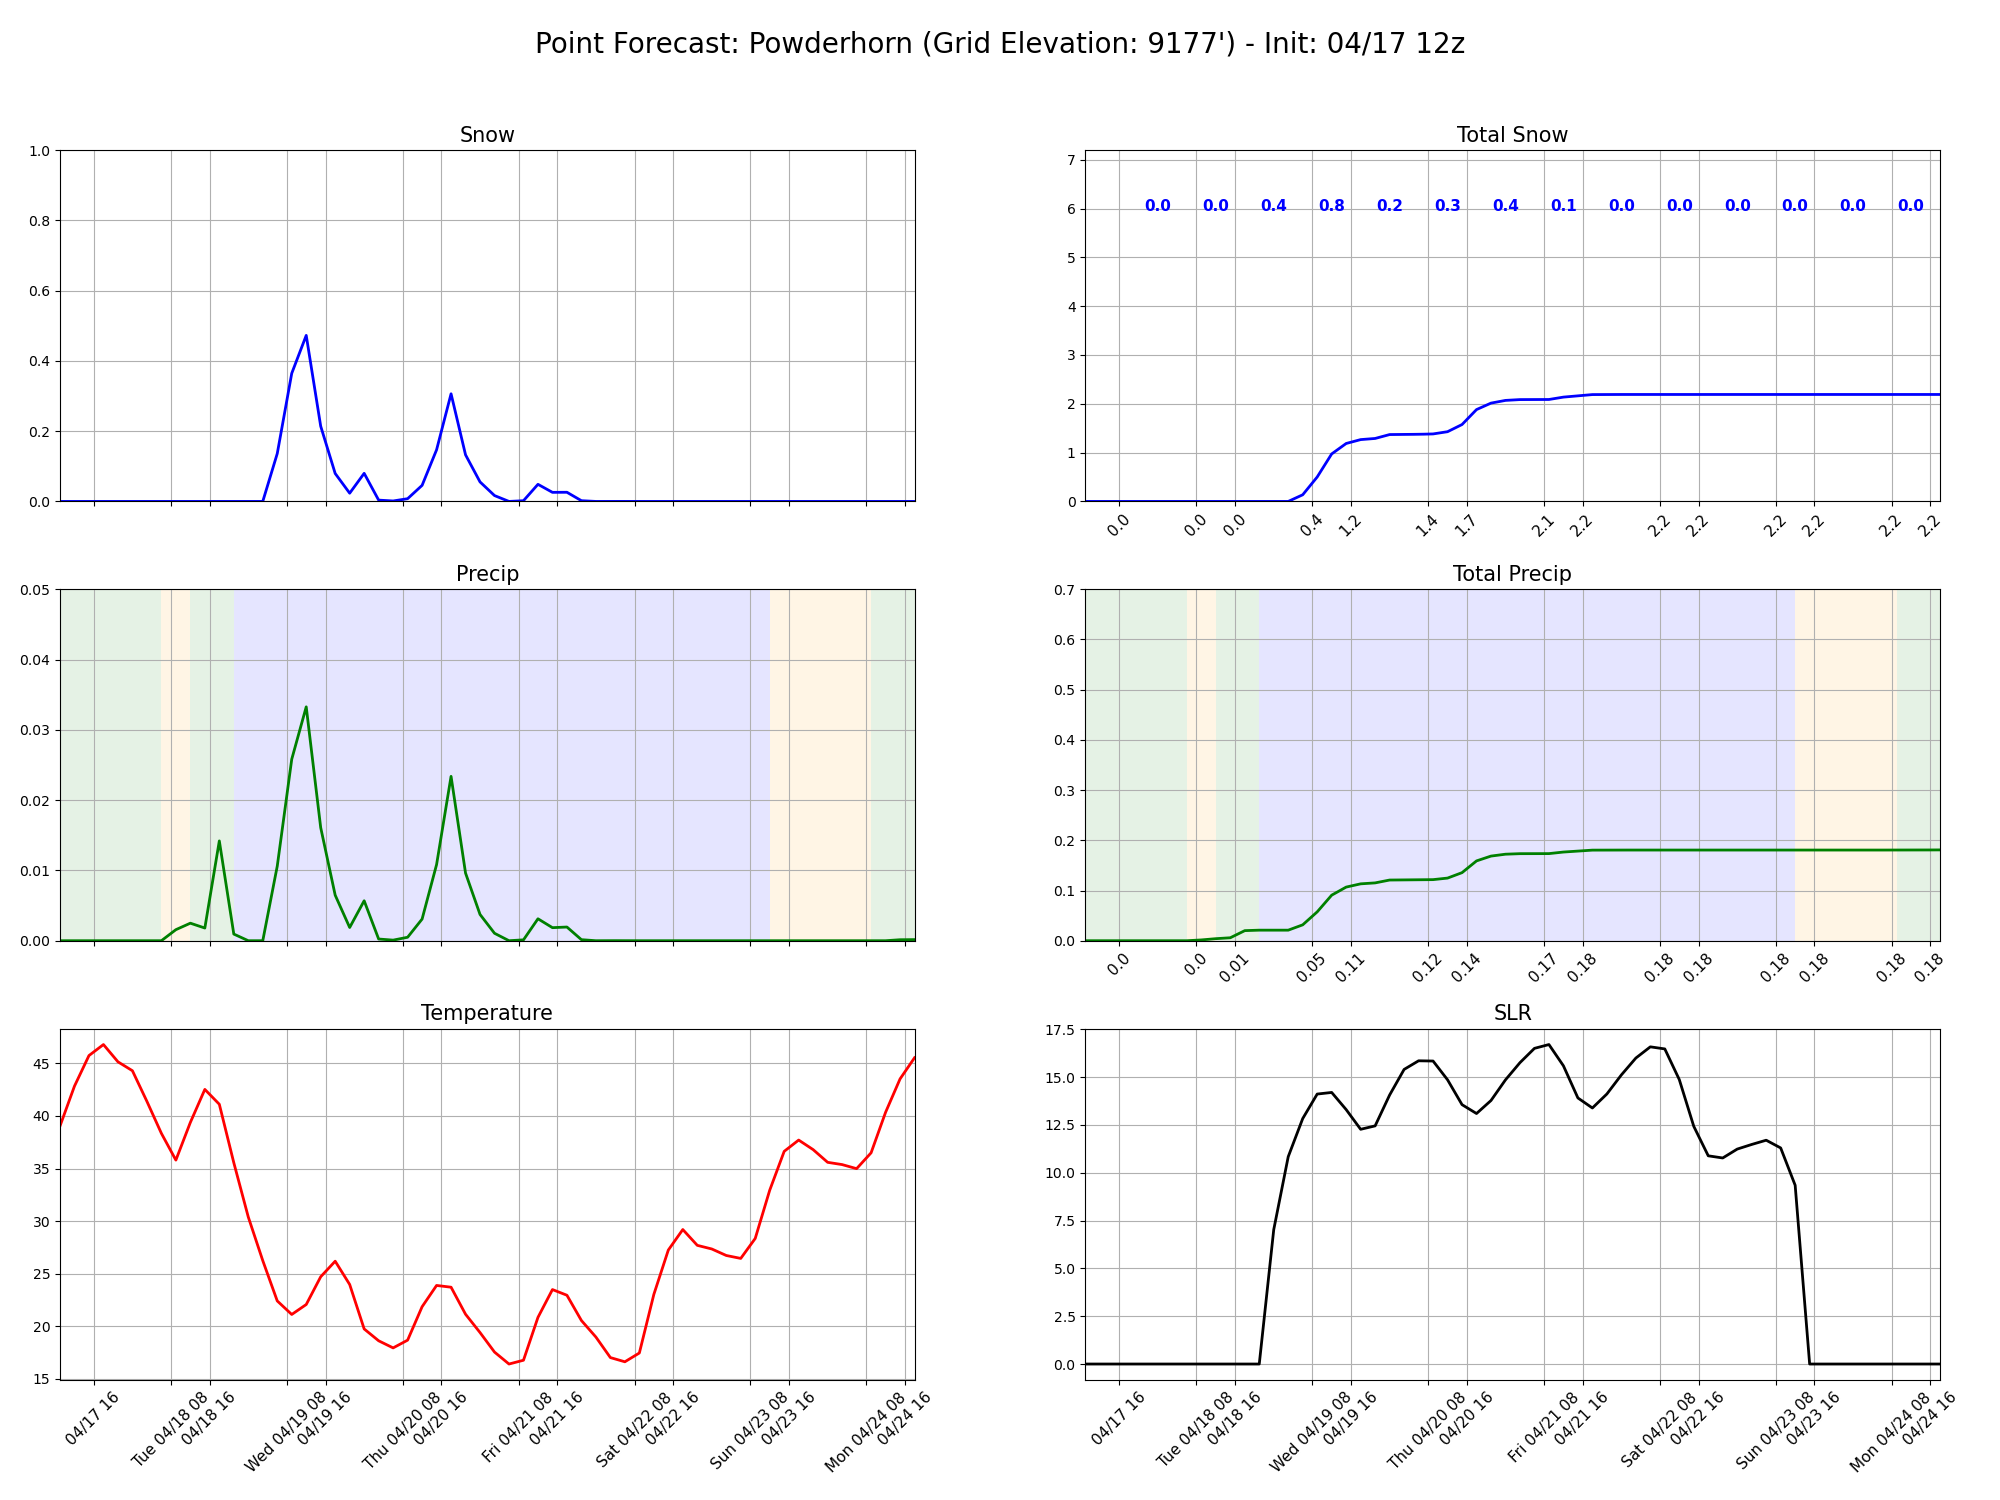 Point Forecast: Powderhorn (Grid Elevation: 9177') - Init: 04/17 12z
Snow
1.0
0.8
0.6
0.4
0.2
0.0
Total Snow
7
6
5
4
3
2
1
0
0.0 0.0 0.4 0.8 0.2 0.3 0.4 0.1 0.0 0.0 0.0 0.0 0.0 0.0
0.0 0.0 0.0 0.4 1.2 1.4 1.7 2.1 2.2 2.2 2.2 2.2 2.2 2.2 2.2
Precip
0.05
0.04
0.03
0.02
0.01
0.00
Total Precip
0.7
0.6
0.5
0.4
0.3
0.2
0.1
0.0
0.0 0.0 0.01 0.05 0.11 0.12 0.14 0.17 0.18 0.18 0.18 0.18 0.18 0.18 0.18
Temperature
45
40
35
30
25
20
15
04/17 16
Tue 04/18 08
04/18 16
Wed 04/19 08
04/19 16
Thu 04/20 08
04/20 16
Fri 04/21 08
04/21 16
Sat 04/22 08
04/22 16
Sun 04/23 08
04/23 16
Mon 04/24 08
04/24 16
SLR
17.5
15.0
12.5
10.0
7.5
5.0
2.5
0.0
04/17 16
Tue 04/18 08
04/18 16
Wed 04/19 08
04/19 16
Thu 04/20 08
04/20 16
Fri 04/21 08
04/21 16
Sat 04/22 08
04/22 16
Sun 04/23 08
04/23 16
Mon 04/24 08
04/24 16